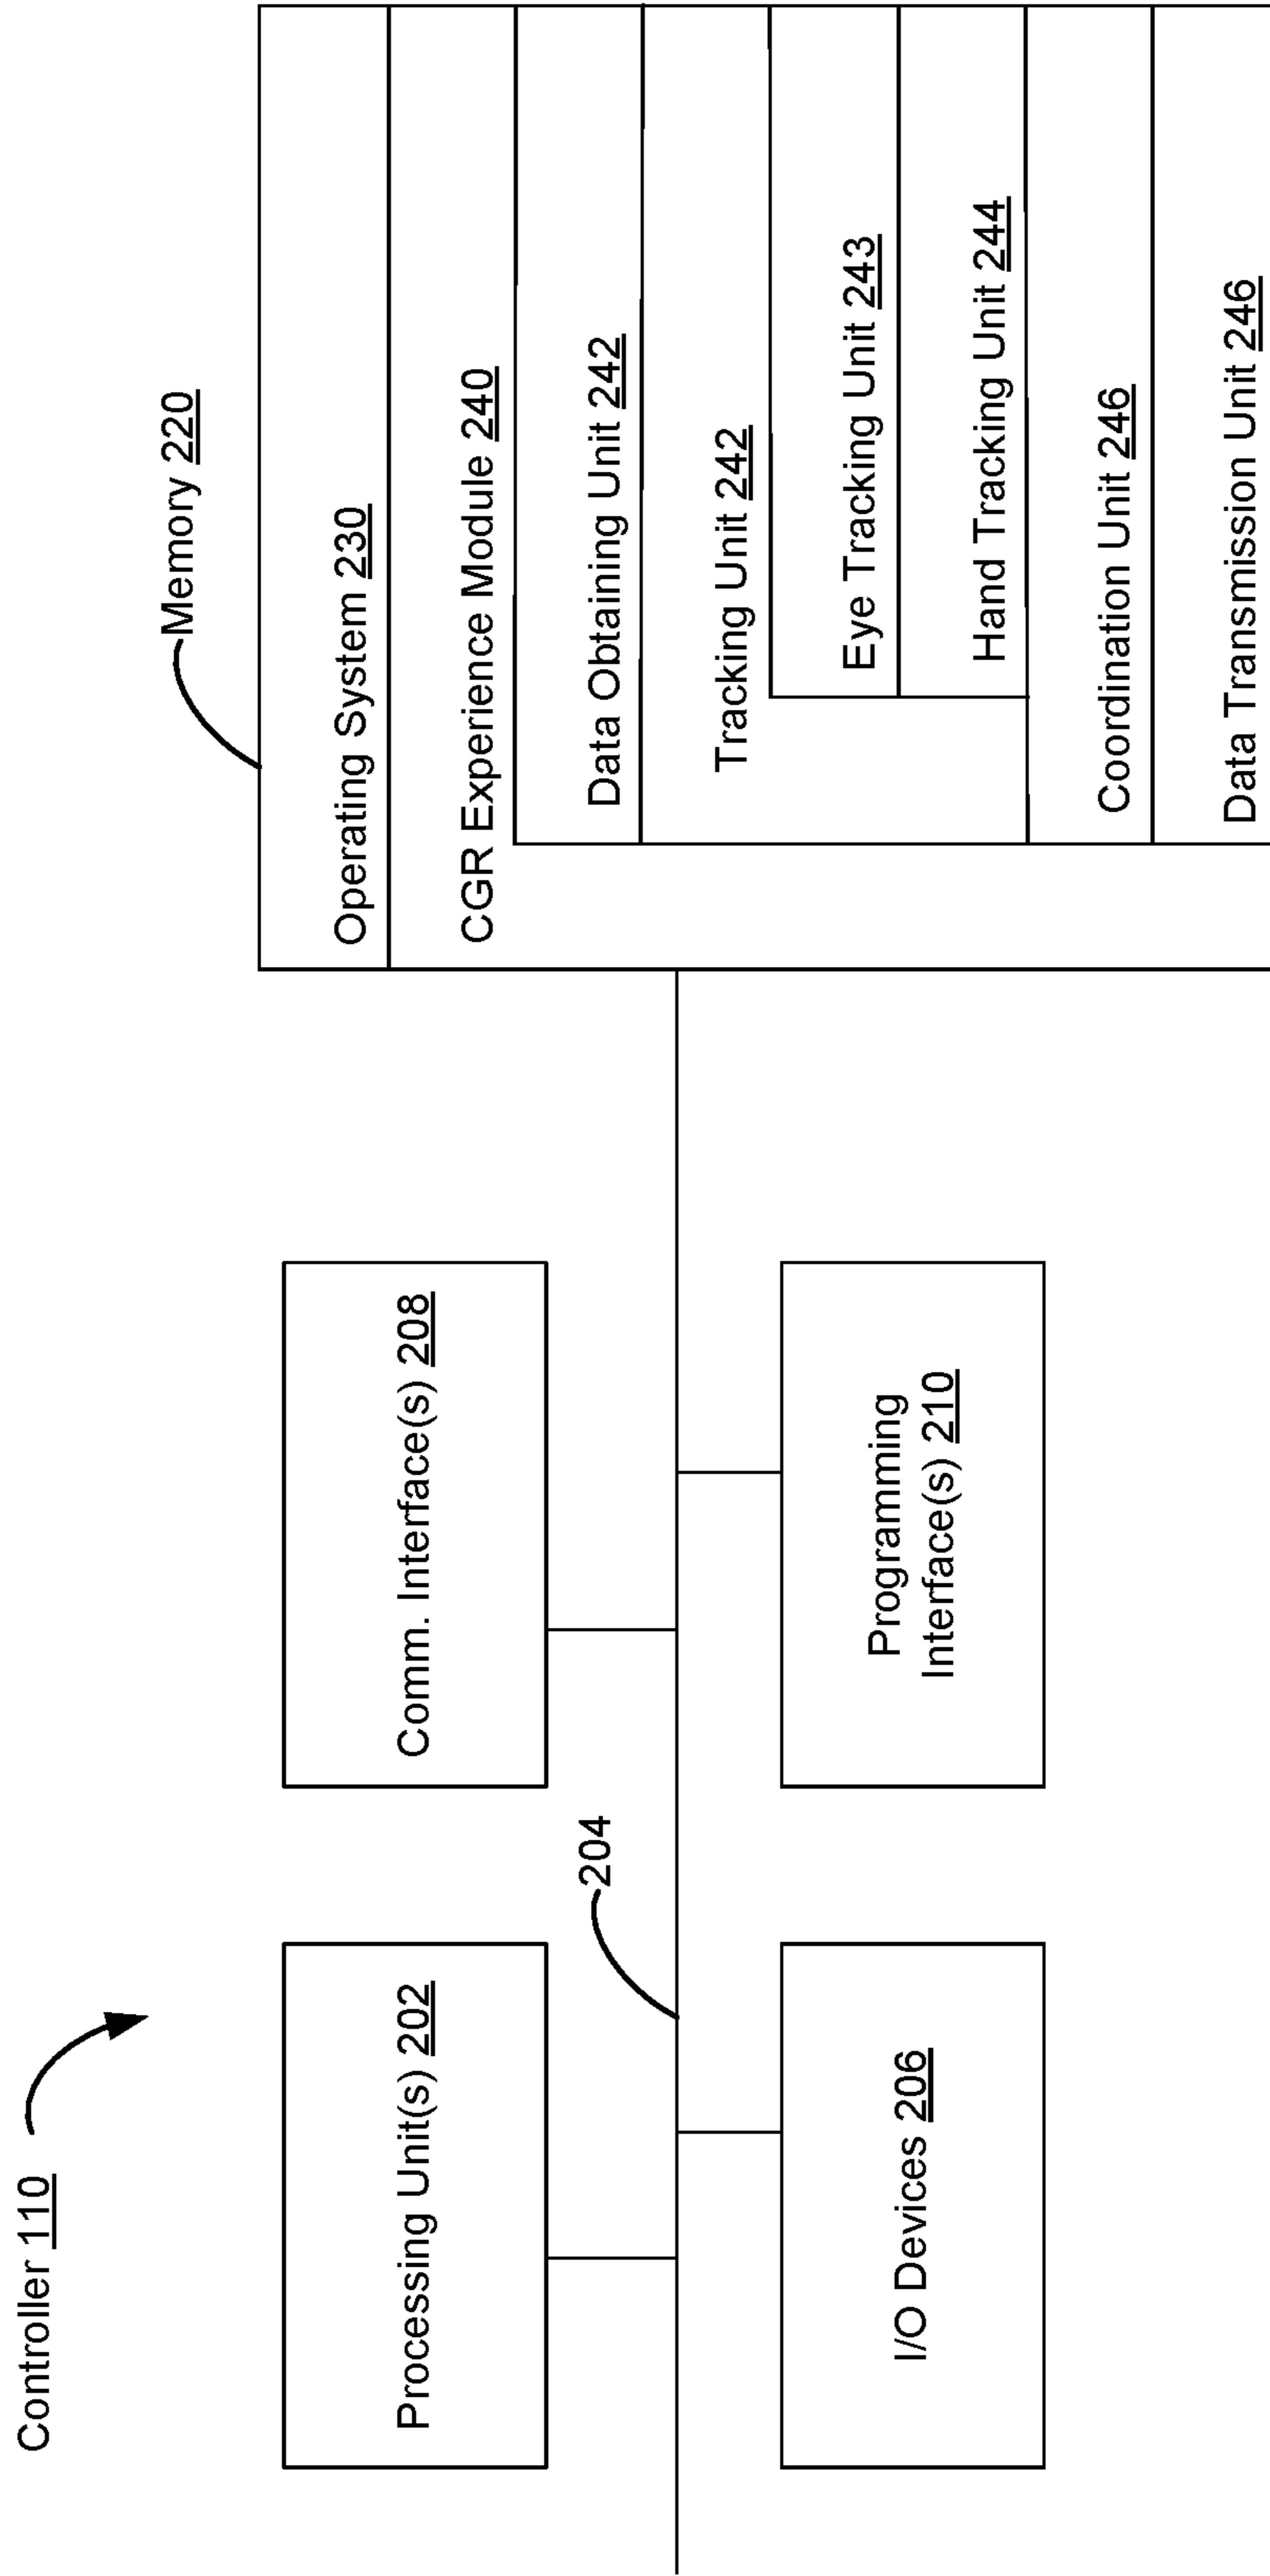 Controller 110
Memory 220
Processing Unit(s) 202
Comm. Interface(s) 208
204
I/O Devices 206
Programming
Interface(s) 210
Operating System 230
CGR Experience Module 240
Data Obtaining Unit 242
Tracking Unit 242
Eye Tracking Unit 243
Hand Tracking Unit 244
Coordination Unit 246
Data Transmission Unit 246